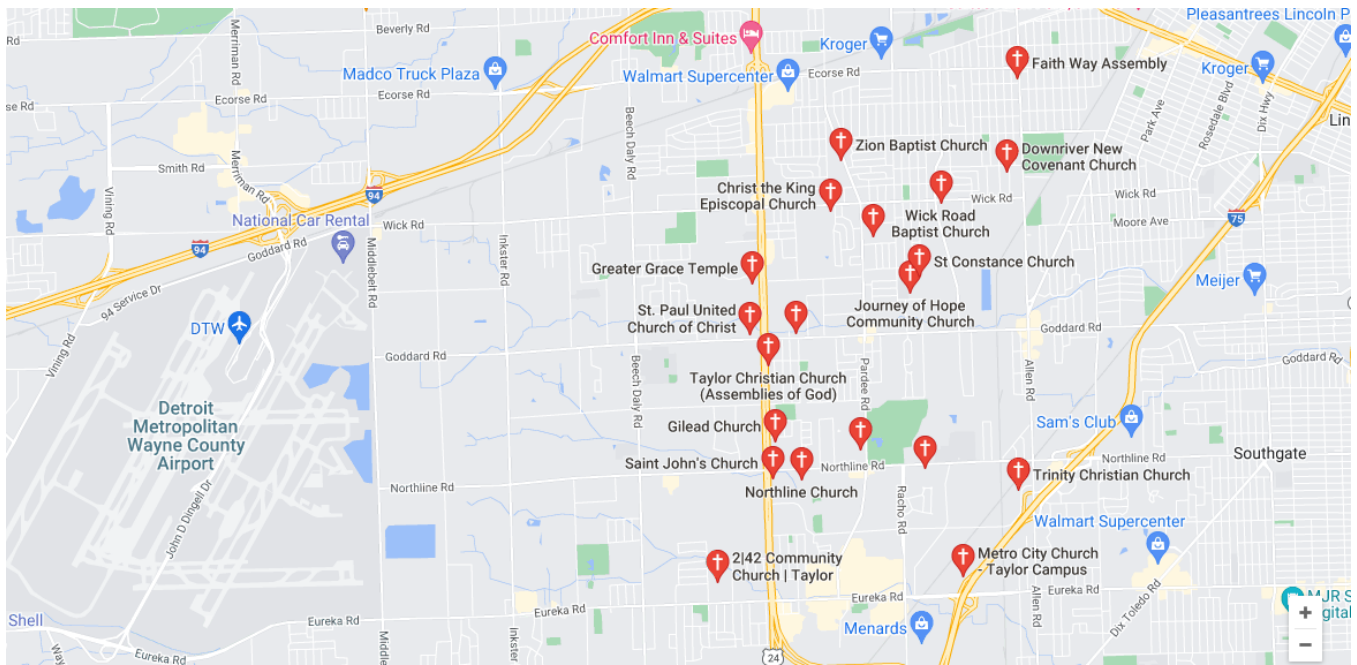 Beverly Rd
Beverly Rd
Merriman Rd
Comfort Inn & Suites
Kroger
Pleasantrees Lincoln P
Madco Truck Plaza
Walmart Supercenter
Ecorse Rd
Faith Way Assembly
Kroger
Ecorse Rd
Ecorse Rd
Beech Daly Rd
Park Ave
Rosedale Blvd
Dix Hwy
Lin
Smith Rd
Merriman Rd
Vining Rd
94
Zion Baptist Church
Downriver New
Covenant Church
Christ the King
Episcopal Church
Wick Rd
Wick Road
Baptist Church
Moore Ave
75
National Car Rental
Wick Rd
94
Goddard Rd
Middlebelt Rd
Inkster Rd
Greater Grace Temple
St Constance Church
Meijer
94 Service Dr
St. Paul United
Church of Christ
Journey of Hope
Community Church
DTW
Vining Rd
Goddard Rd
Goddard Rd
Goddard Rd
Beech Daly Rd
Pardee Rd
Allen Rd
Taylor Christian Church
(Assemblies of God)
Detroit
Metropolitan
Wayne County
Airport
Gilead Church
Sam's Club
Saint John's Church
Northline Rd
Northline Rd
Southgate
Northline Rd
Northline Church
Racho Rd
Trinity Christian Church
John D Dingell Dr
Walmart Supercenter
2|42 Community
Church | Taylor
Metro City Church
- Taylor Campus
Shell
Eureka Rd
Eureka Rd
Eureka Rd
Eureka Rd
Inkster Rd
Allen Rd
Dix Toledo Rd
MJR S
igital
Menards
24
+
−